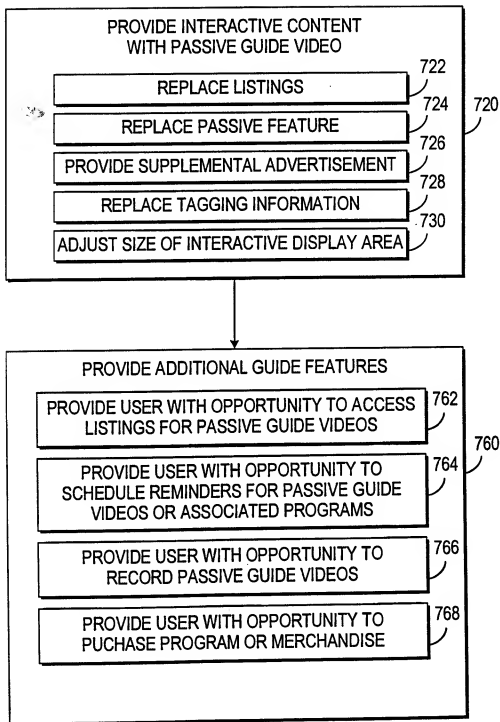 PROVIDE INTERACTIVE CONTENT
WITH PASSIVE GUIDE VIDEO
722
REPLACE LISTINGS
724
REPLACE PASSIVE FEATURE
720
726
PROVIDE SUPPLEMENTAL ADVERTISEMENT
728
REPLACE TAGGING INFORMATION
730
ADJUST SIZE OF INTERACTIVE DISPLAY AREA
PROVIDE ADDITIONAL GUIDE FEATURES
762
PROVIDE USER WITH OPPORTUNITY TO ACCESS
LISTINGS FOR PASSIVE GUIDE VIDEOS
760
764
PROVIDE USER WITH OPPORTUNITY TO
SCHEDULE REMINDERS FOR PASSIVE GUIDE
VIDEOS OR ASSOCIATED PROGRAMS
766
PROVIDE USER WITH OPPORTUNITY TO
RECORD PASSIVE GUIDE VIDEOS
768
PROVIDE USER WITH OPPORTUNITY TO
PUCHASE PROGRAM OR MERCHANDISE